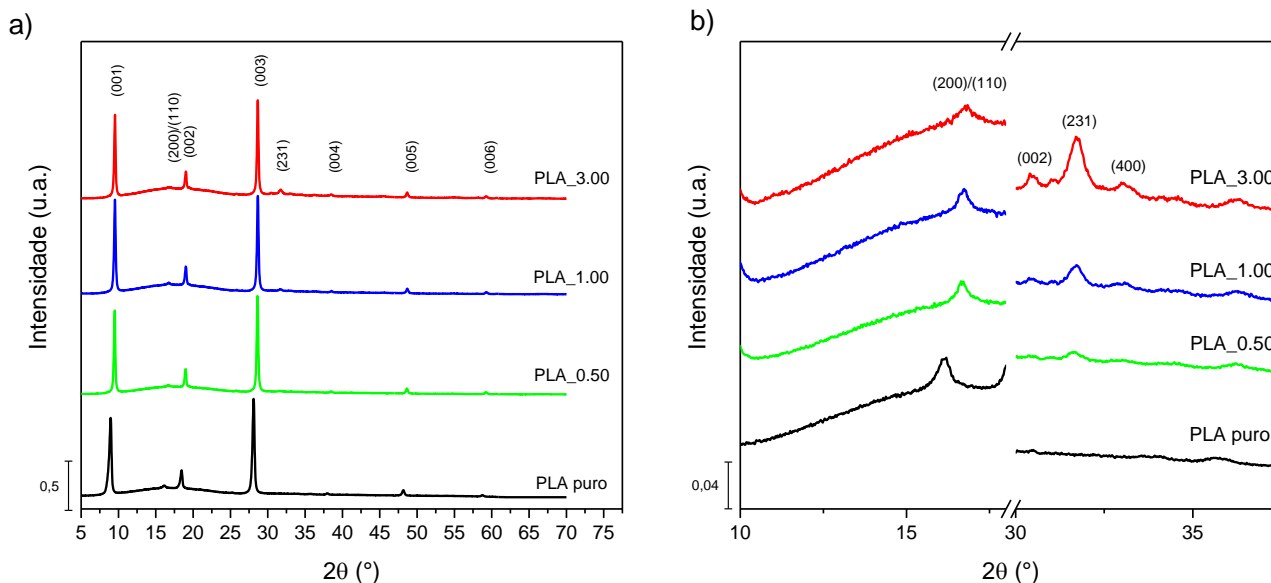 a)
Intensidade (u.a.)
(001)
(200)/(110)
(002)
(003)
(231)
(004)
(005)
(006)
PLA_3.00
PLA_1.00
PLA_0.50
PLA puro
0,5
5 10 15 20 25 30 35 40 45 50 55 60 65 70 75
2θ (°)
b)
Intensidade (u.a.)
(200)/(110)
(002)
(231)
(400)
PLA_3.00
PLA_1.00
PLA_0.50
PLA puro
0,04
10 15 30 35
2θ (°)